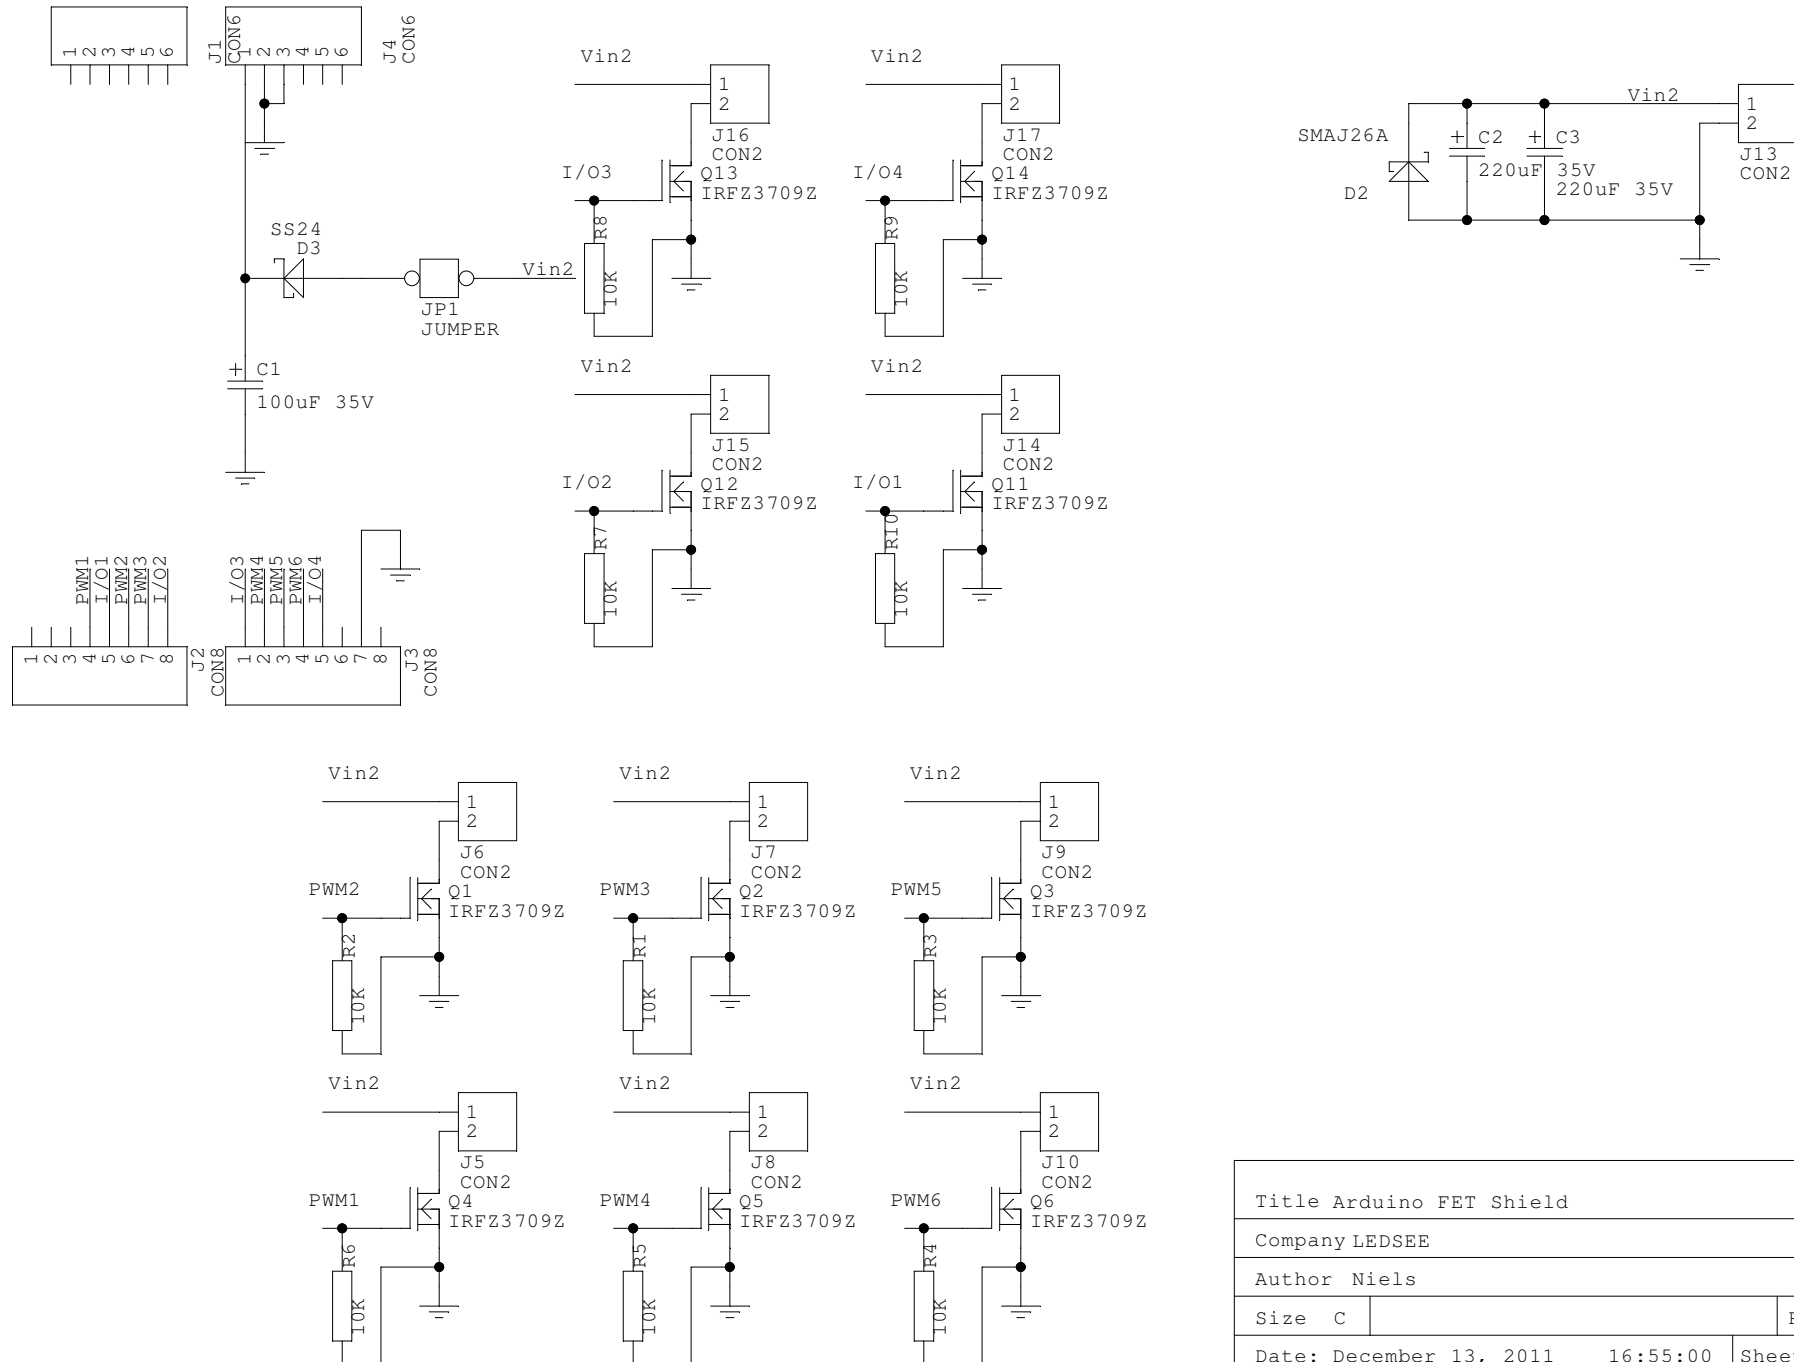 1 2 3 4 5 6
J1
CON6
1 2 3 4 5 6
J4
CON6
SS24
D3
JP1
JUMPER
Vin2
+ C1
100uF 35V
Vin2
1
2
J16
CON2
I/O3
Q13
IRFZ3709Z
R8
10K
Vin2
1
2
J17
CON2
I/O4
Q14
IRFZ3709Z
R9
10K
Vin2
1
2
J15
CON2
I/O2
Q12
IRFZ3709Z
R7
10K
Vin2
1
2
J14
CON2
I/O1
Q11
IRFZ3709Z
R10
10K
Vin2
1
2
J13
CON2
SMAJ26A
D2
+ C2
220uF 35V
+ C3
220uF 35V
PWM1
I/O1
PWM2
PWM3
I/O2
1 2 3 4 5 6 7 8
J2
CON8
I/O3
PWM4
PWM5
PWM6
I/O4
1 2 3 4 5 6 7 8
J3
CON8
Vin2
1
2
J6
CON2
PWM2
Q1
IRFZ3709Z
R2
10K
Vin2
1
2
J7
CON2
PWM3
Q2
IRFZ3709Z
R1
10K
Vin2
1
2
J9
CON2
PWM5
Q3
IRFZ3709Z
R3
10K
Vin2
1
2
J5
CON2
PWM1
Q4
IRFZ3709Z
R6
10K
Vin2
1
2
J8
CON2
PWM4
Q5
IRFZ3709Z
R5
10K
Vin2
1
2
J10
CON2
PWM6
Q6
IRFZ3709Z
R4
10K
Title Arduino FET Shield
Company LEDSEE
Author Niels
Size C
Date: December 13, 2011 16:55:00